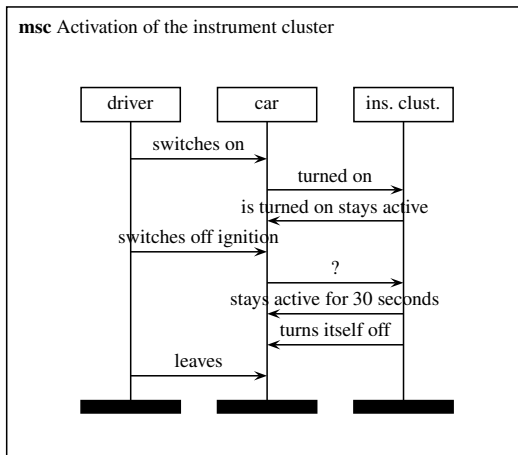 msc Activation of the instrument cluster
driver car ins. clust.
switches on
turned on
is turned on stays active
switches off ignition
?
stays active for 30 seconds
turns itself off
leaves